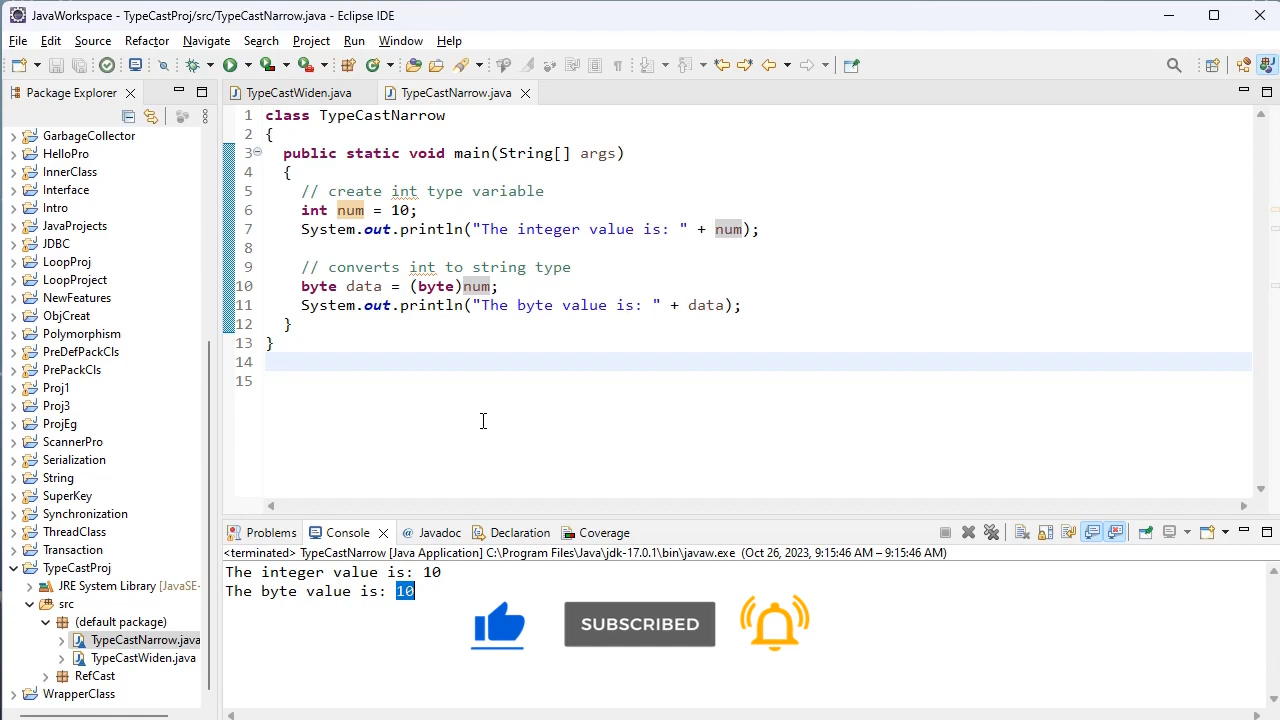 JavaWorkspace - TypeCastProj/src/TypeCastNarrow.java - Eclipse IDE
File Edit Source Refactor Navigate Search Project Run Window Help
Package Explorer
GarbageCollector
HelloPro
InnerClass
Interface
Intro
JavaProjects
JDBC
LoopProj
LoopProject
NewFeatures
ObjCreat
Polymorphism
PreDefPackCls
PrePackCls
Proj1
Proj3
ProjEg
ScannerPro
Serialization
String
SuperKey
Synchronization
ThreadClass
Transaction
TypeCastProj
JRE System Library [JavaSE-
src
(default package)
TypeCastNarrow.java
TypeCastWiden.java
RefCast
WrapperClass
TypeCastWiden.java TypeCastNarrow.java
1 class TypeCastNarrow
2 {
3 public static void main(String[] args)
4 {
5 // create int type variable
6 int num = 10;
7 System.out.println("The integer value is: " + num);
8
9 // converts int to string type
10 byte data = (byte)num;
11 System.out.println("The byte value is: " + data);
12 }
13 }
14
15
Problems Console Javadoc Declaration Coverage
<terminated> TypeCastNarrow [Java Application] C:\Program Files\Java\jdk-17.0.1\bin\javaw.exe (Oct 26, 2023, 9:15:46 AM – 9:15:46 AM)
The integer value is: 10
The byte value is: 10
SUBSCRIBED